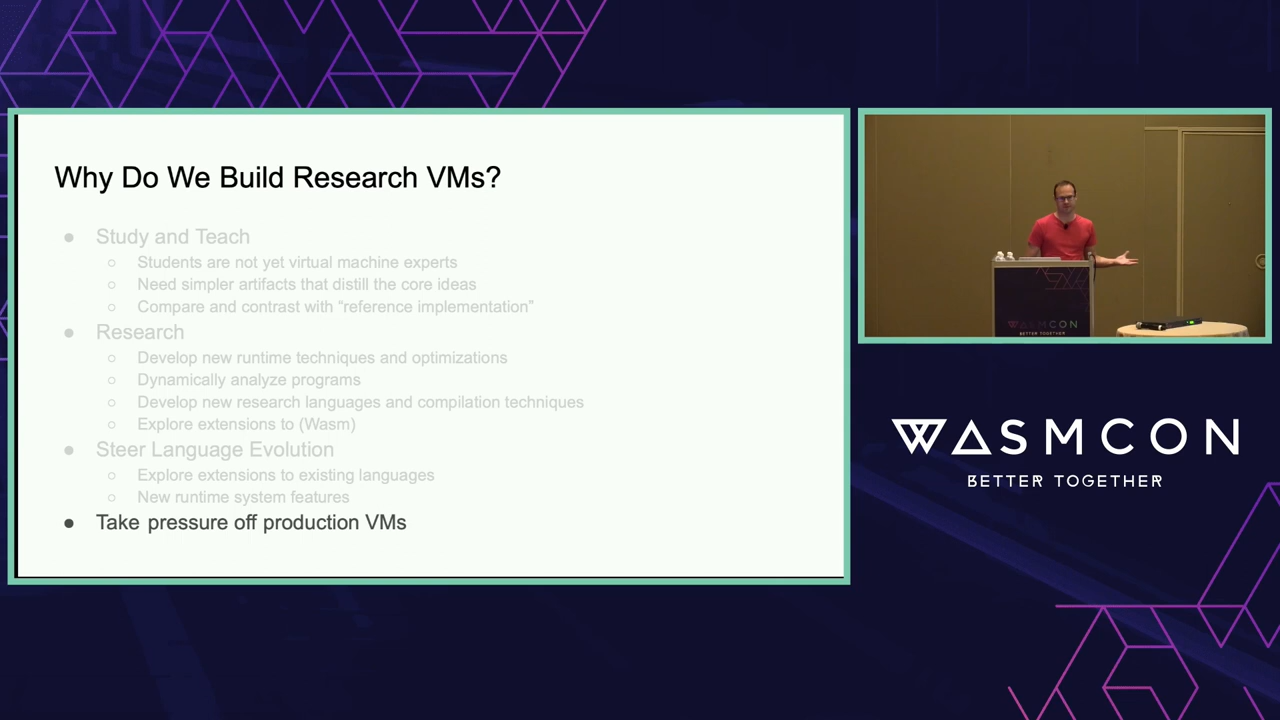 Why Do We Build Research VMs?
● Study and Teach
○ Students are not yet virtual machine experts
○ Need simpler artifacts that distill the core ideas
○ Compare and contrast with “reference implementation”
● Research
○ Develop new runtime techniques and optimizations
○ Dynamically analyze programs
○ Develop new research languages and compilation techniques
○ Explore extensions to (Wasm)
● Steer Language Evolution
○ Explore extensions to existing languages
○ New runtime system features
● Take pressure off production VMs
WASMCON
BETTER TOGETHER
WASMCON
BETTER TOGETHER